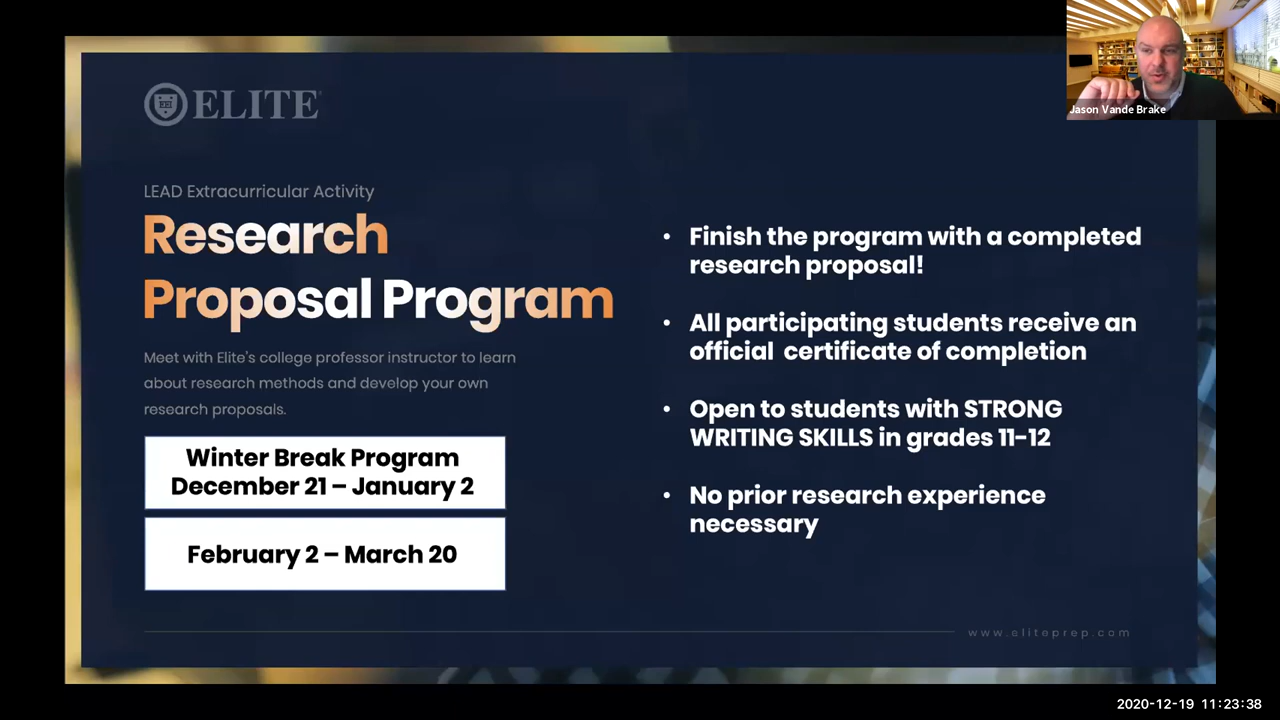 ELITE
LEAD Extracurricular Activity
Research
Proposal Program
Meet with Elite's college professor instructor to learn
about research methods and develop your own
research proposals.
Winter Break Program
December 21 – January 2
February 2 – March 20
• Finish the program with a completed
research proposal!
• All participating students receive an
official certificate of completion
• Open to students with STRONG
WRITING SKILLS in grades 11-12
• No prior research experience
necessary
www.eliteprep.com
Jason Vande Brake
2020-12-19 11:23:38